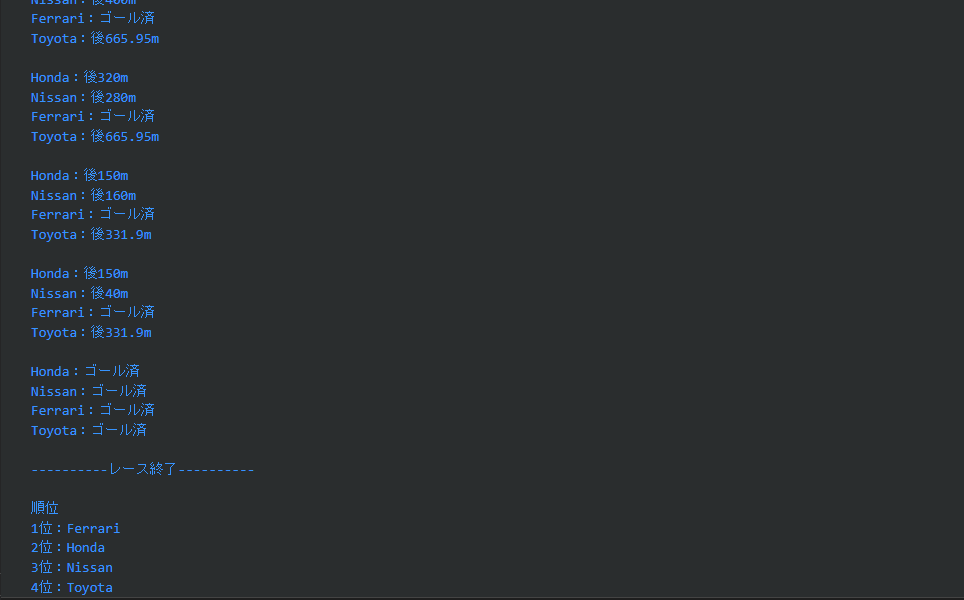 Nissan：後400m
Ferrari：ゴール済
Toyota：後665.95m
Honda：後320m
Nissan：後280m
Ferrari：ゴール済
Toyota：後665.95m
Honda：後150m
Nissan：後160m
Ferrari：ゴール済
Toyota：後331.9m
Honda：後150m
Nissan：後40m
Ferrari：ゴール済
Toyota：後331.9m
Honda：ゴール済
Nissan：ゴール済
Ferrari：ゴール済
Toyota：ゴール済
----------レース終了----------
順位
1位：Ferrari
2位：Honda
3位：Nissan
4位：Toyota